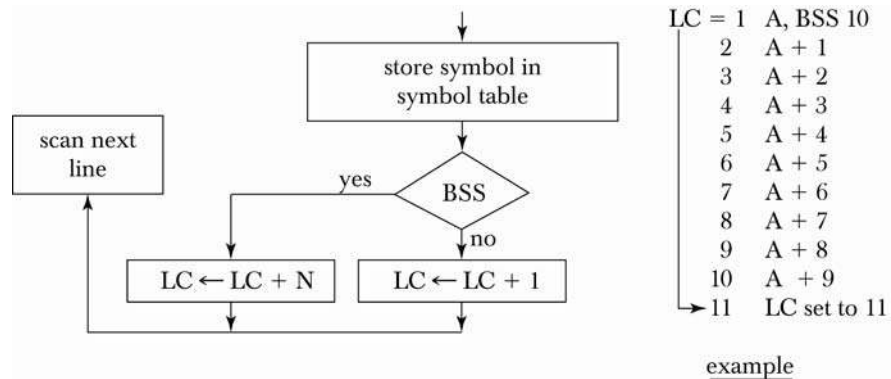 store symbol in
symbol table
scan next
line
yes
BSS
no
LC ← LC + N
LC ← LC + 1
LC = 1 A, BSS 10
2 A + 1
3 A + 2
4 A + 3
5 A + 4
6 A + 5
7 A + 6
8 A + 7
9 A + 8
10 A + 9
11 LC set to 11
example